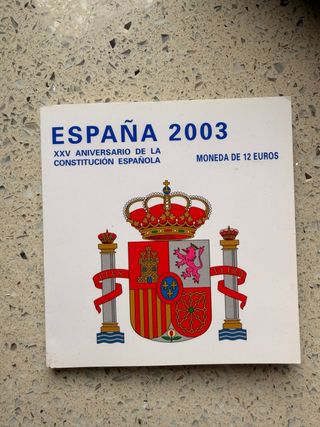 ESPAÑA 2003
XXV ANIVERSARIO DE LA
CONSTITUCIÓN ESPAÑOLA
MONEDA DE 12 EUROS